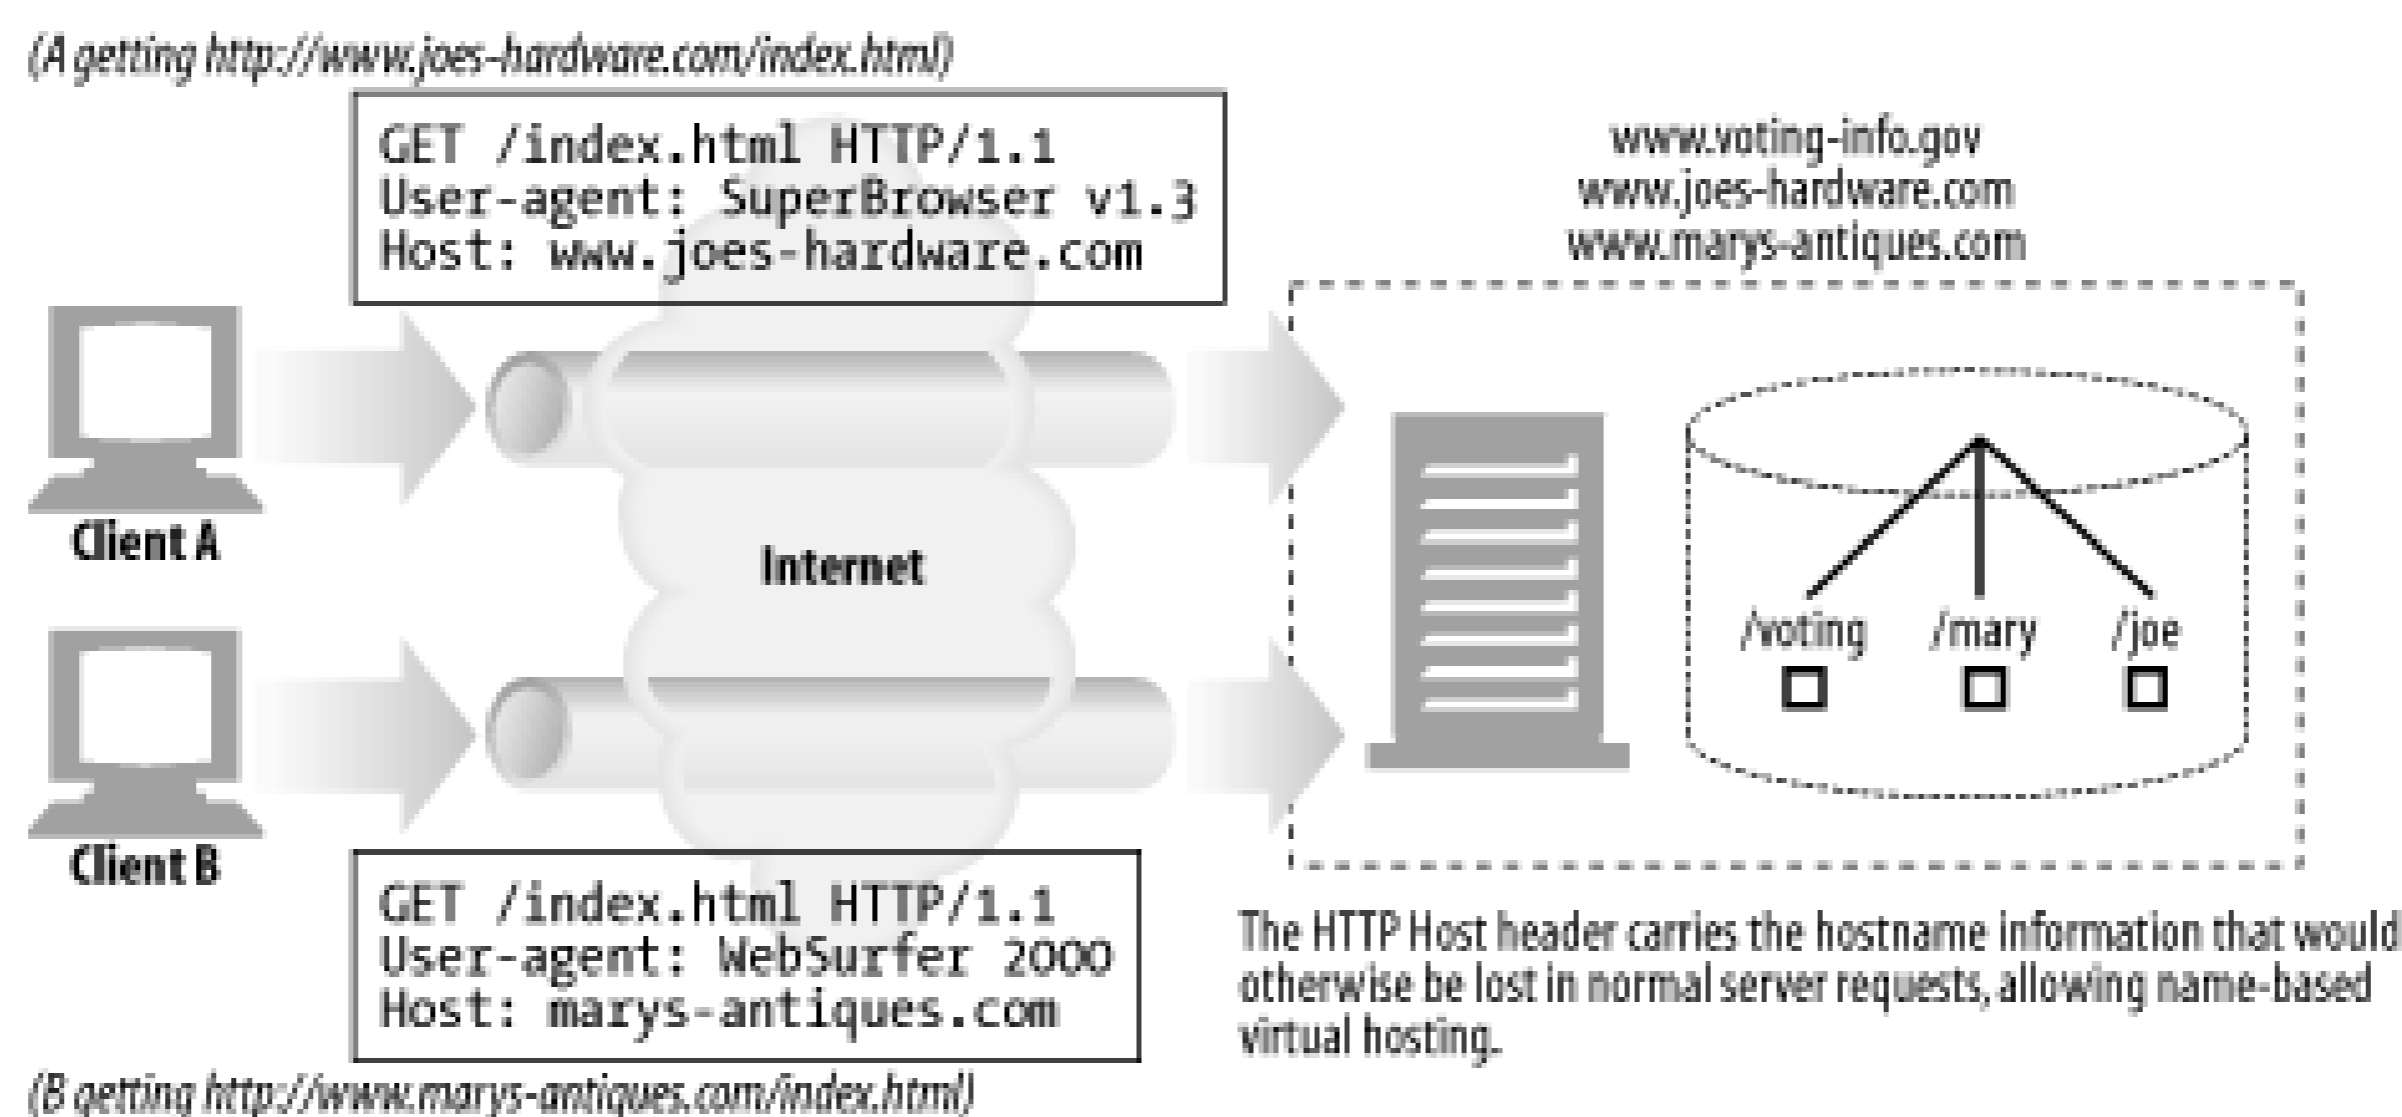 (A getting http://www.joes-hardware.com/index.html)
GET /index.html HTTP/1.1
User-agent: SuperBrowser v1.3
Host: www.joes-hardware.com
www.voting-info.gov
www.joes-hardware.com
www.marys-antiques.com
Client A
Internet
/voting /mary /joe
Client B
GET /index.html HTTP/1.1
User-agent: WebSurfer 2000
Host: marys-antiques.com
(B getting http://www.marys-antiques.com/index.html)
The HTTP Host header carries the hostname information that would
otherwise be lost in normal server requests, allowing name-based
virtual hosting.